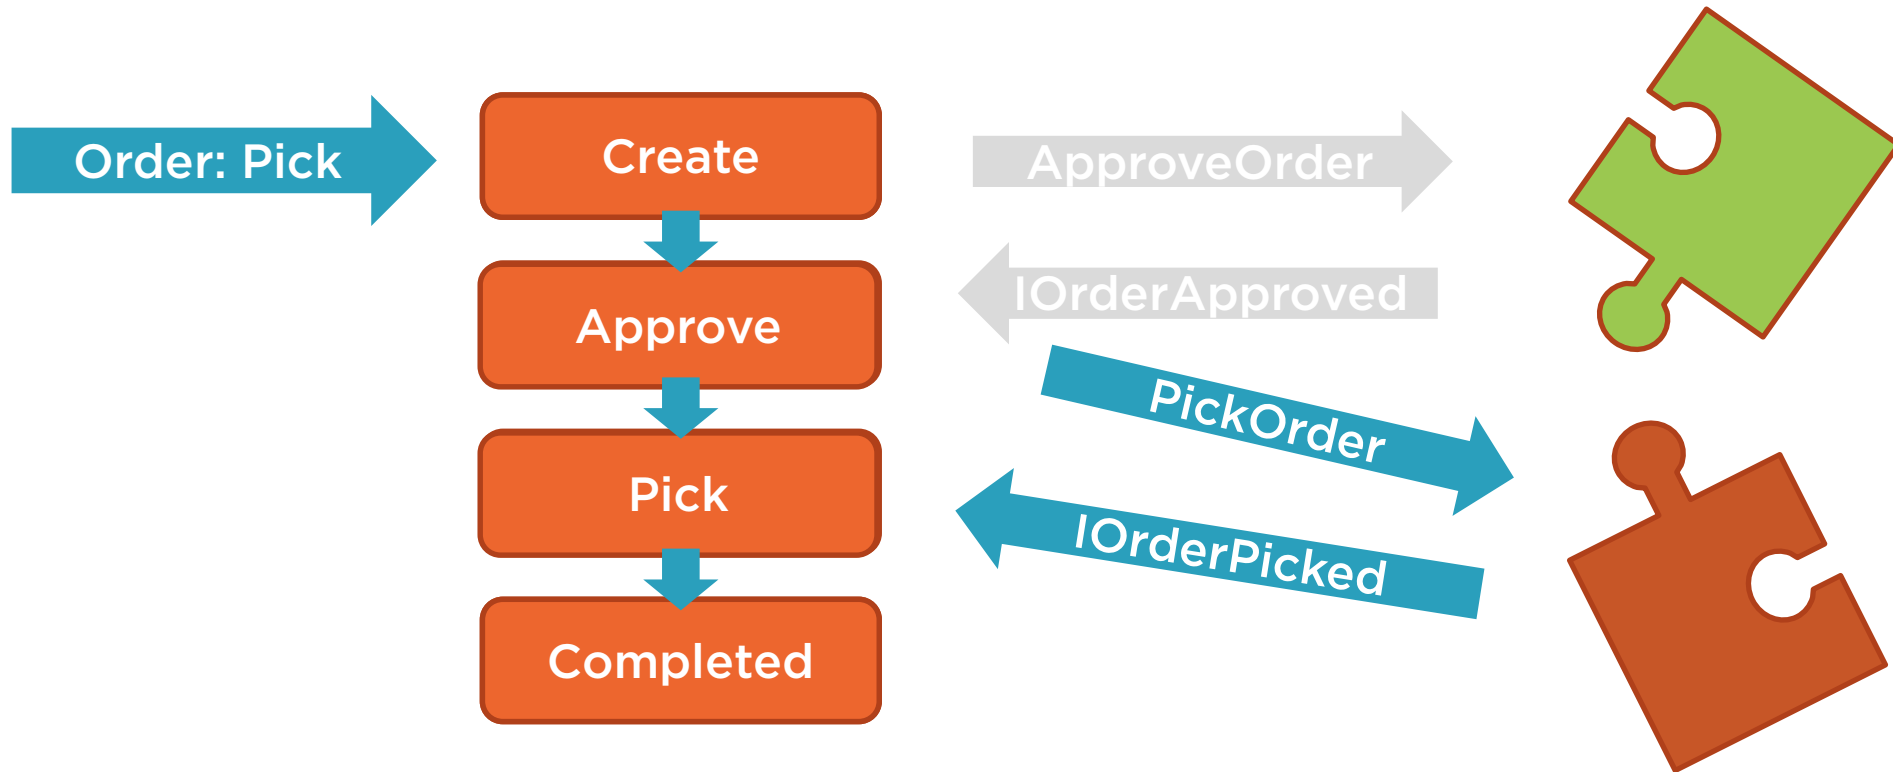 Order: Pick
Create
ApproveOrder
IOrderApproved
Approve
PickOrder
Pick
IOrderPicked
Completed